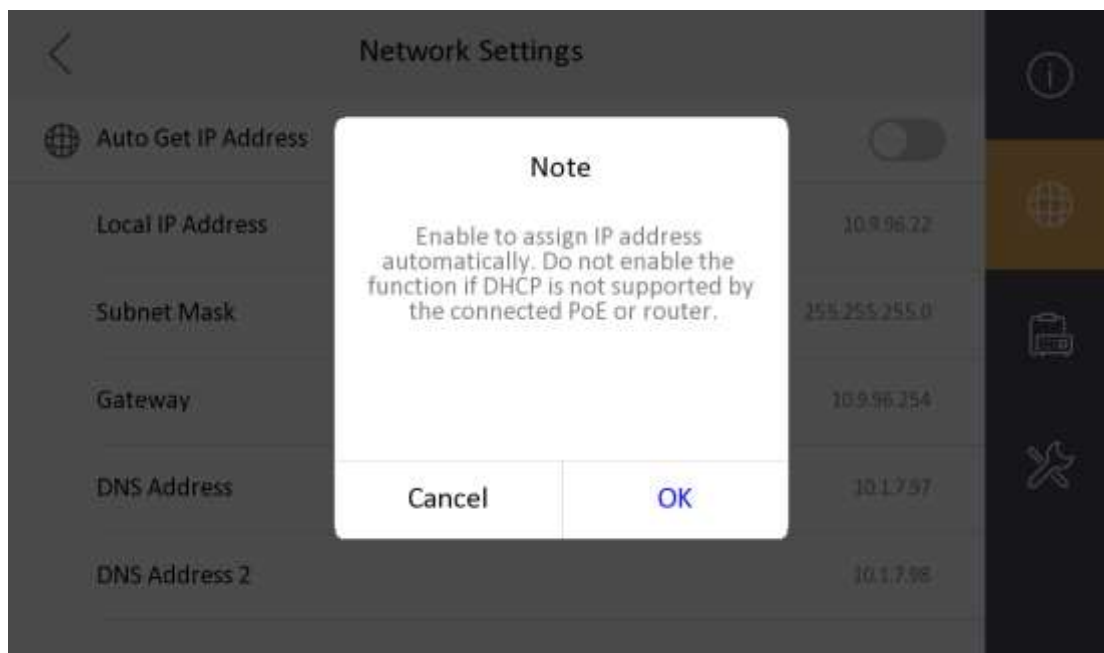 Network Settings
Auto Get IP Address
Note
Enable to assign IP address
automatically. Do not enable the
function if DHCP is not supported by
the connected PoE or router.
Local IP Address 10.9.96.22
Subnet Mask 255.255.255.0
Gateway 10.9.96.254
DNS Address 10.1.7.97
Cancel OK
DNS Address 2 10.1.7.98